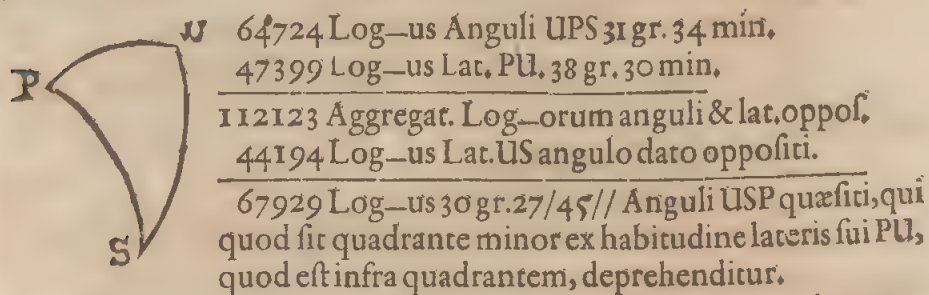 U
P
S
64724 Log—us Anguli UPS 31 gr. 34 min.
47399 Log—us Lat. PU. 38 gr. 30 min.
112123 Aggregat. Log—orum anguli & lat. oppoſ.
44194 Log—us Lat. US angulo dato oppoſiti.
67929 Log—us 30 gr. 27/45// Anguli USP quæſiti, qui
quod ſit quadrante minor ex habitudine lateris ſui PU,
quod eſt infra quadrantem, deprehenditur.